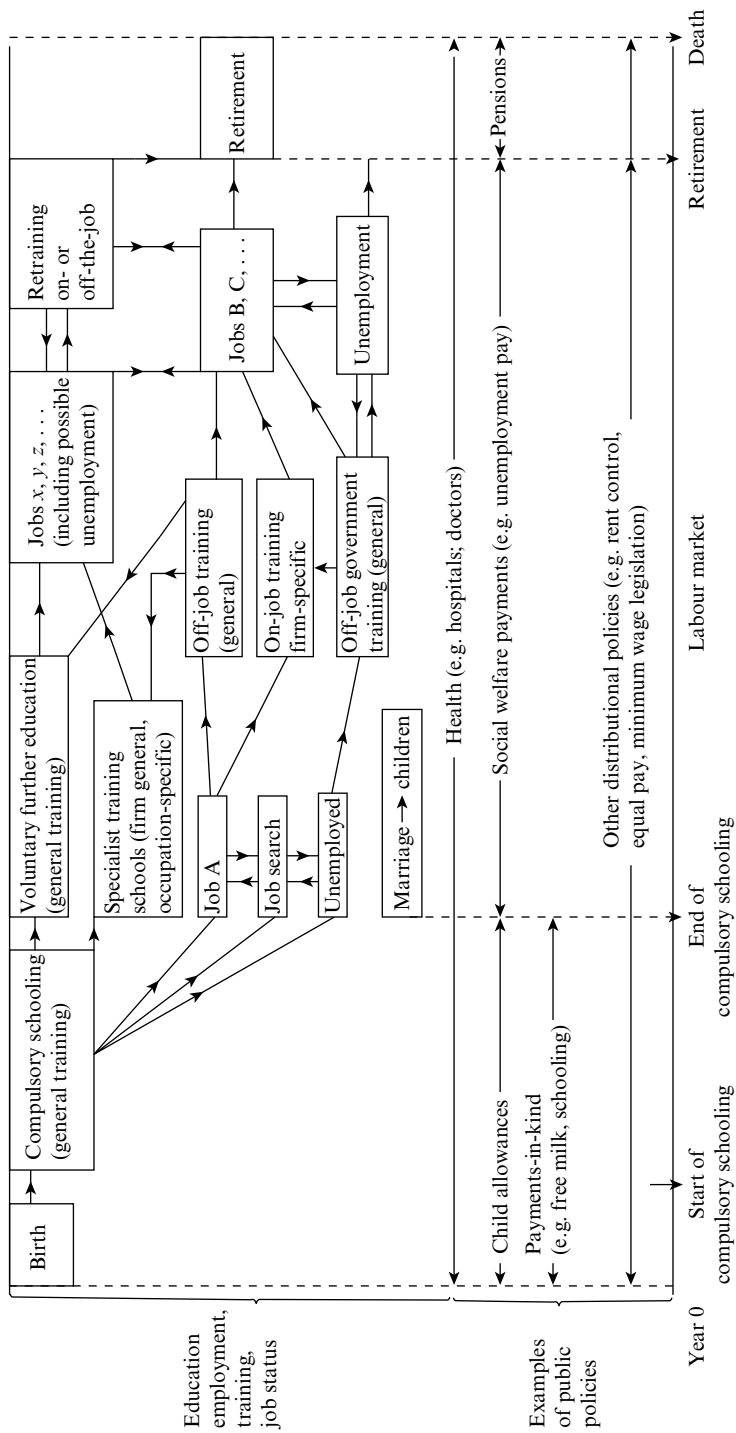 Education
employment,
training,
job status
Birth
Compulsory schooling
(general training)
Voluntary further education
(general training)
Specialist training
schools (firm general,
occupation-specific)
Job A
Job search
Unemployed
Marriage → children
Jobs x, y, z, . . .
(including possible
unemployment)
Off-job training
(general)
On-job training
firm-specific
Off-job government
training (general)
Retraining
on- or
off-the-job
Jobs B, C, . . .
Unemployment
Retirement
Examples
of public
policies
Health (e.g. hospitals; doctors)
Child allowances
Social welfare payments (e.g. unemployment pay)
Pensions
Payments-in-kind
(e.g. free milk, schooling)
Other distributional policies (e.g. rent control,
equal pay, minimum wage legislation)
Year 0
Start of
compulsory schooling
End of
compulsory schooling
Labour market
Retirement
Death